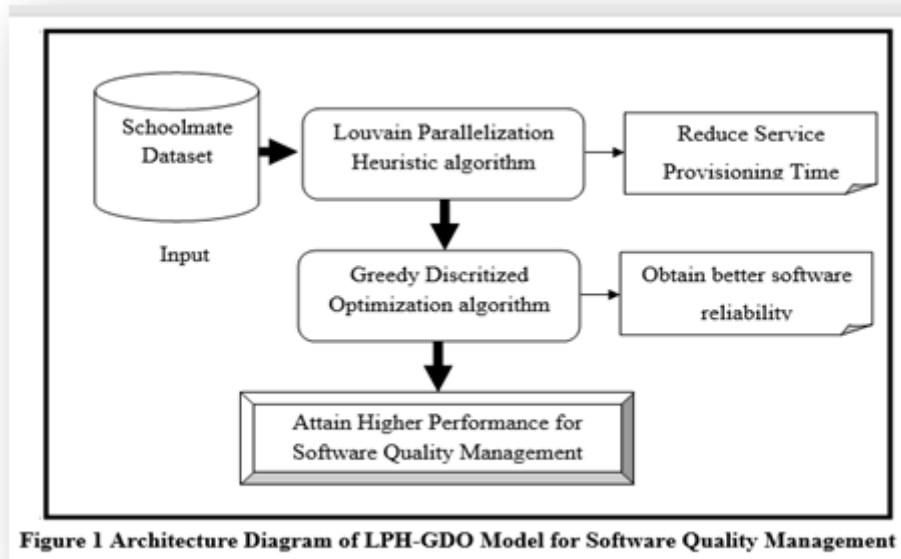 Schoolmate
Dataset
Louvain Parallelization
Heuristic algorithm
Reduce Service
Provisioning Time
Input
Greedy Discritized
Optimization algorithm
Obtain better software
reliability
Attain Higher Performance for
Software Quality Management
Figure 1 Architecture Diagram of LPH-GDO Model for Software Quality Management